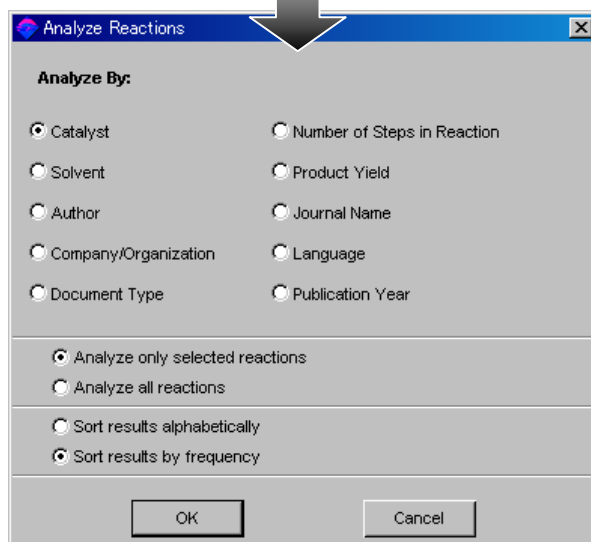 Analyze Reactions
Analyze By:
Catalyst
Number of Steps in Reaction
Solvent
Product Yield
Author
Journal Name
Company/Organization
Language
Document Type
Publication Year
Analyze only selected reactions
Analyze all reactions
Sort results alphabetically
Sort results by frequency
OK
Cancel